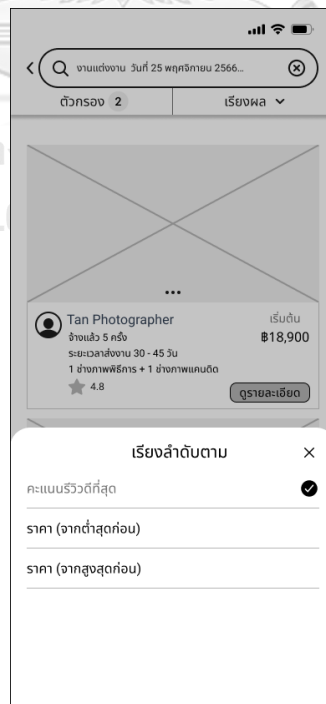 งานแต่งงาน วันที่ 25 พฤศจิกายน 2566...
ตัวกรอง 2
เรียงผล
Tan Photographer
เริ่มต้น
จ้างแล้ว 5 ครั้ง
฿18,900
ระยะเวลาส่งงาน 30 - 45 วัน
1 ช่างภาพพิธีการ + 1 ช่างภาพแคนดิด
4.8
ดูรายละเอียด
เรียงลำดับตาม
คะแนนรีวิวดีที่สุด
ราคา (จากต่ำสุดก่อน)
ราคา (จากสูงสุดก่อน)